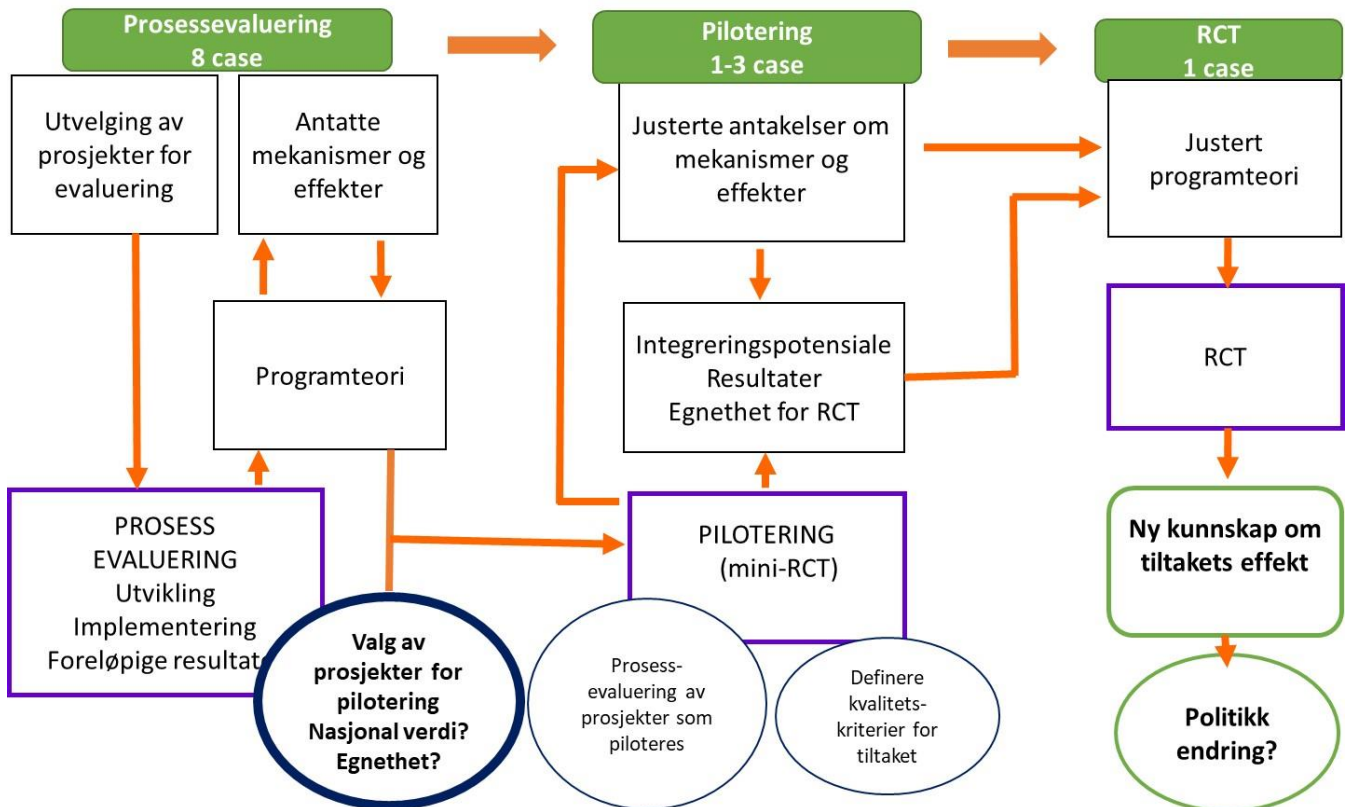 Prosessevaluering
8 case
Pilotering
1-3 case
RCT
1 case
Utvelging av
prosjekter for
evaluering
Antatte
mekanismer og
effekter
Justerte antakelser om
mekanismer og
effekter
Justert
programteori
Programteori
Integreringspotensiale
Resultater
Egnethet for RCT
RCT
PROSESS
EVALUERING
Utvikling
Implementering
Foreløpige resultate
Valg av
prosjekter for
pilotering
Nasjonal verdi?
Egnethet?
PILOTERING
(mini-RCT)
Prosess-
evaluering av
prosjekter som
piloteres
Definere
kvalitets-
kriterier for
tiltaket
Ny kunnskap om
tiltakets effekt
Politikk
endring?